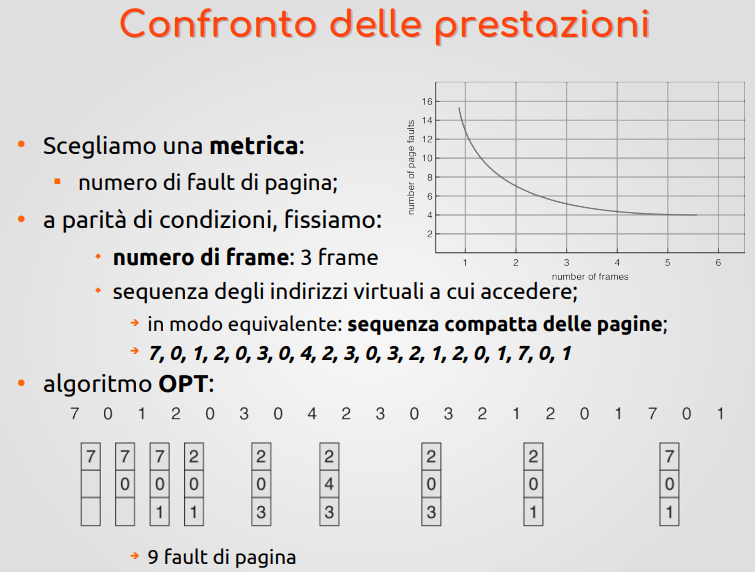 Confronto delle prestazioni
16
14
12
10
8
6
4
2
number of page faults
1 2 3 4 5 6
number of frames
• Scegliamo una metrica:
▪ numero di fault di pagina;
• a parità di condizioni, fissiamo:
◆ numero di frame: 3 frame
◆ sequenza degli indirizzi virtuali a cui accedere;
➔ in modo equivalente: sequenza compatta delle pagine;
➔ 7, 0, 1, 2, 0, 3, 0, 4, 2, 3, 0, 3, 2, 1, 2, 0, 1, 7, 0, 1
• algoritmo OPT:
7 0 1 2 0 3 0 4 2 3 0 3 2 1 2 0 1 7 0 1
7 7 7 2 2 2 2 2 7
0 0 0 0 4 0 0 0
1 1 3 3 3 1 1
➔ 9 fault di pagina